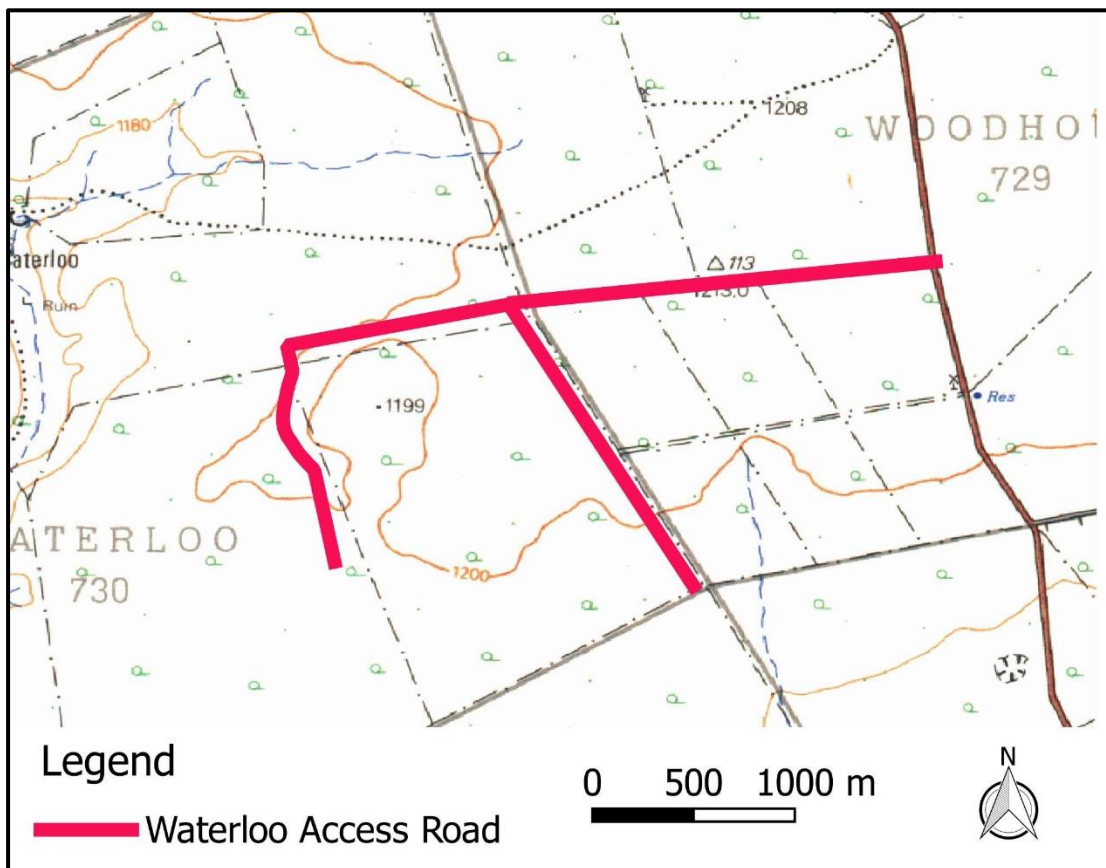 1180
1208
WOODHOU
729
aterloo
113
1213.0
Ruin
1199
Res
ATERLOO
730
1200
Legend
0 500 1000 m
N
Waterloo Access Road